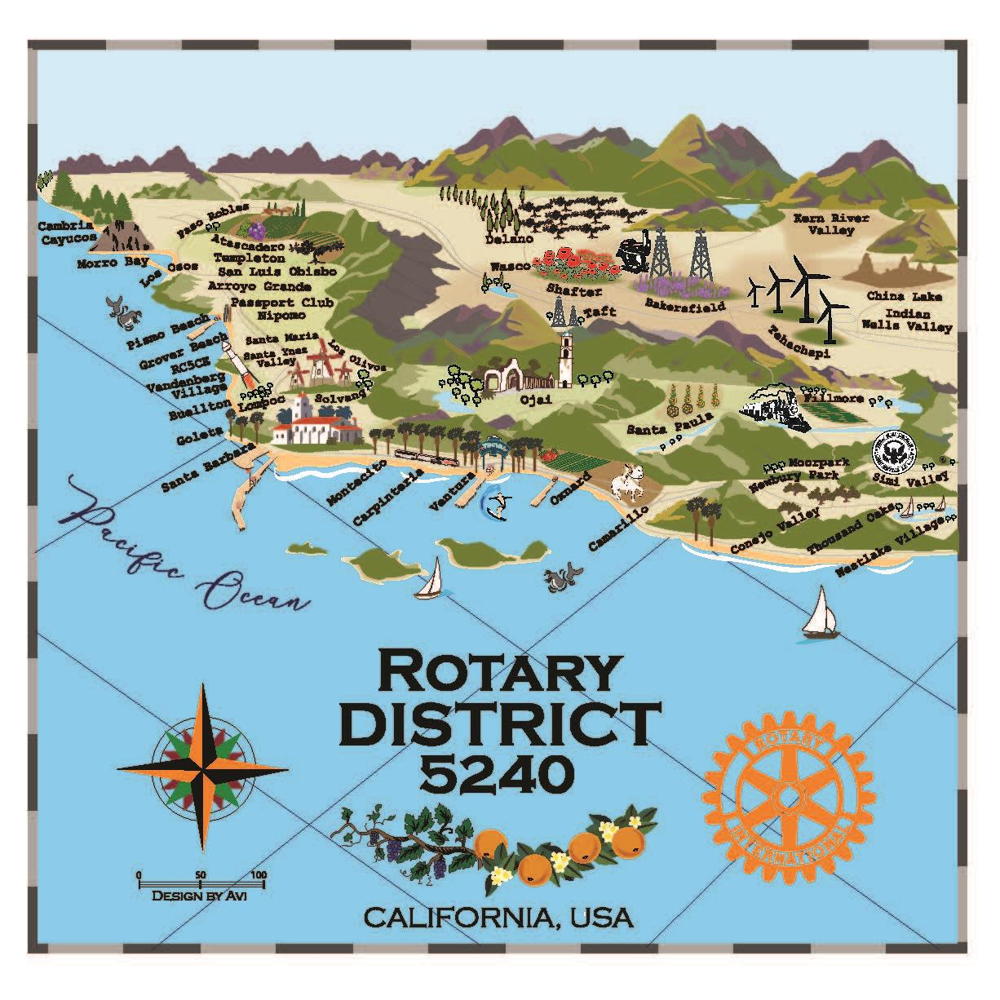 Cambria
Cayucos
Morro Bay
Los Osos
Paso Robles
Atascadero
Templeton
San Luis Obisbo
Arroyo Grande
Passport Club
Nipomo
Pismo Beach
Grover Beach
RC5CE
Vandenberg
Village
Buellton
Lompoc
Goleta
Santa Barbara
Santa Maria
Santa Ynez
Valley
Los Olivos
Solvang
Delano
Wasco
Shafter
Bakersfield
Taft
Kern River
Valley
China Lake
Indian
Wells Valley
Tehachapi
Ojai
Santa Paula
Fillmore
Moorpark
Newbury Park
Simi Valley
Montecito
Carpinteria
Ventura
VENTURA
Oxnard
Camarillo
Conejo Valley
Thousand Oaks
Westlake Village
Pacific Ocean
ROTARY
DISTRICT
5240
CALIFORNIA, USA
0 50 100
DESIGN BY AVI
ROTARY
INTERNATIONAL